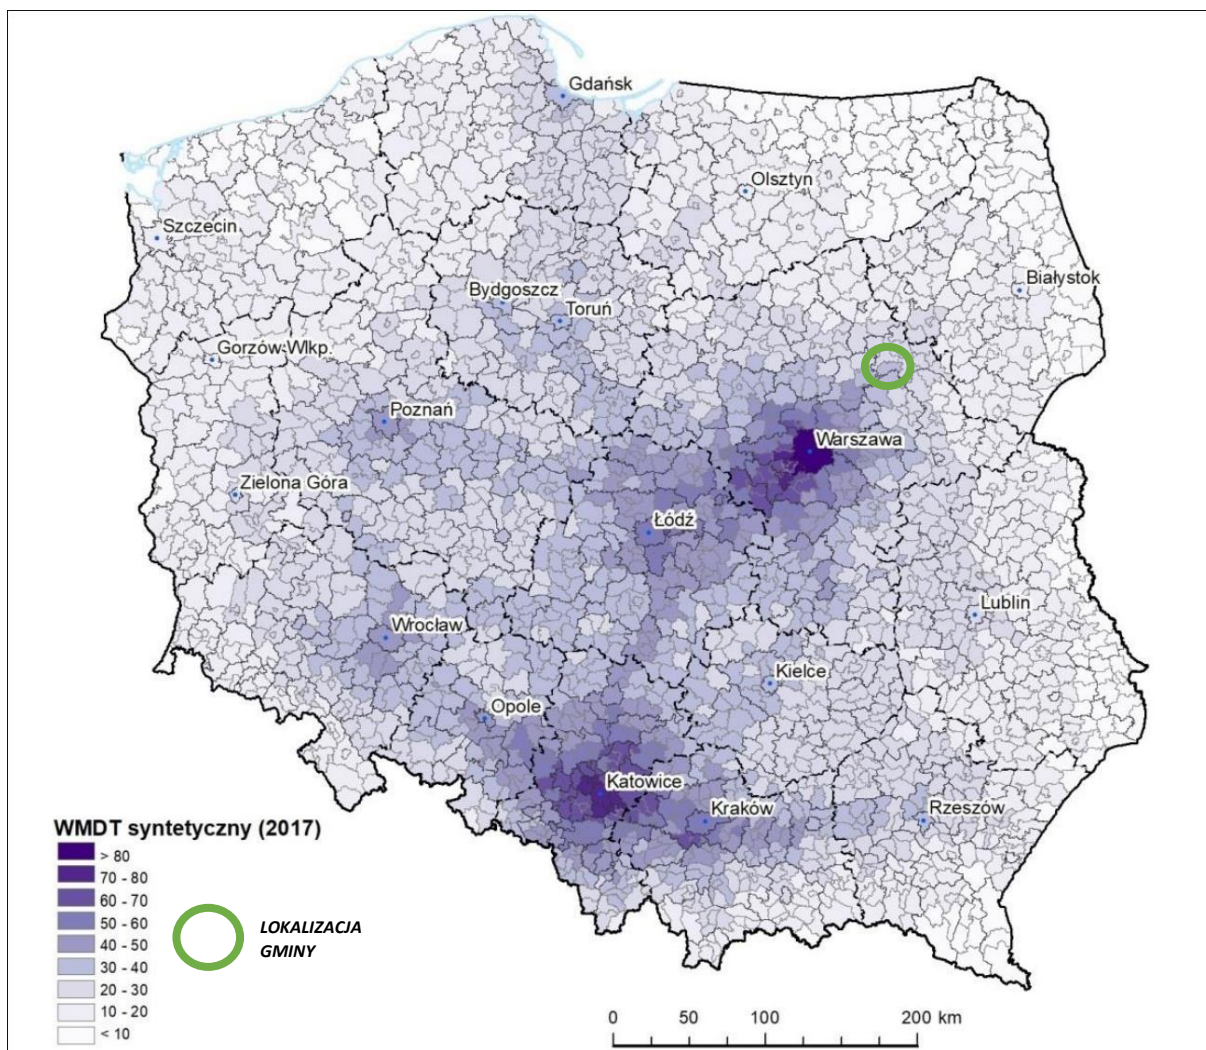 Gdańsk
Olsztyn
Szczecin
Białystok
Bydgoszcz
Toruń
Gorzów Wlkp.
Poznań
Warszawa
Zielona Góra
Łódź
Lublin
Wrocław
Kielce
Opole
Katowice
Kraków
Rzeszów
WMDT syntetyczny (2017)
> 80
70 - 80
60 - 70
50 - 60
40 - 50
30 - 40
20 - 30
10 - 20
< 10
LOKALIZACJA
GMINY
0 50 100 200 km